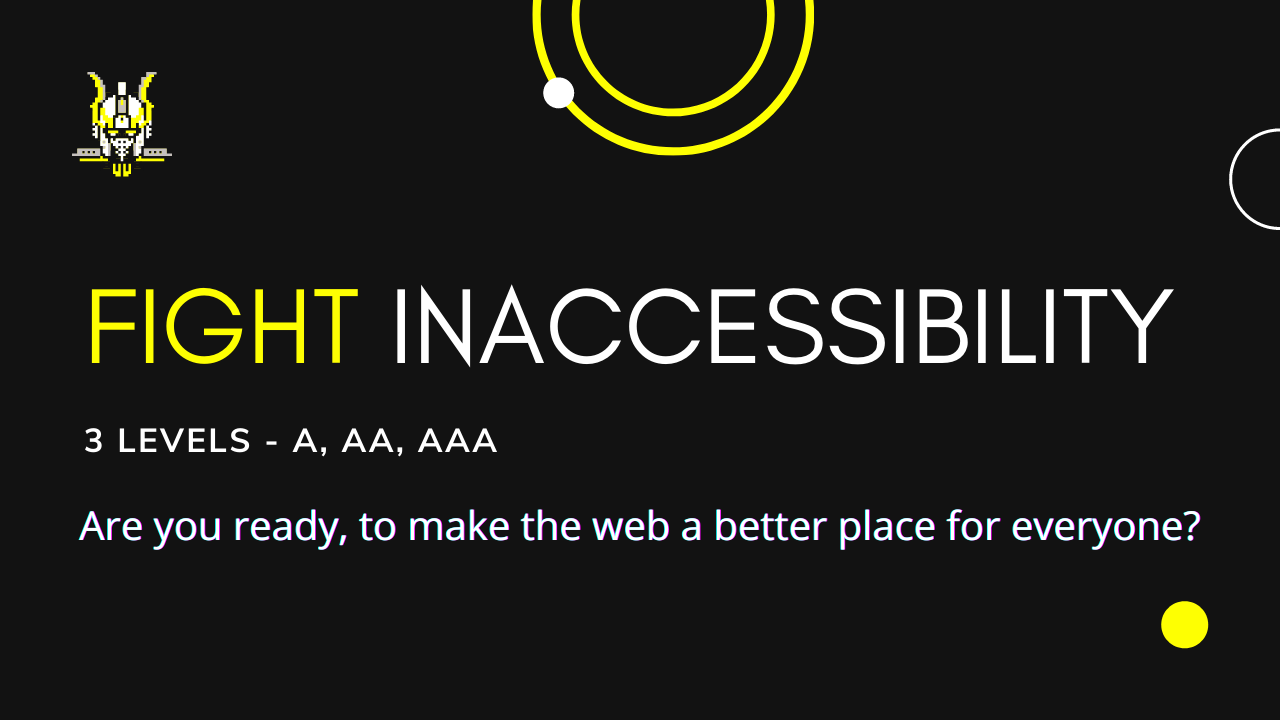 FIGHT INACCESSIBILITY
3 LEVELS - A, AA, AAA
Are you ready, to make the web a better place for everyone?